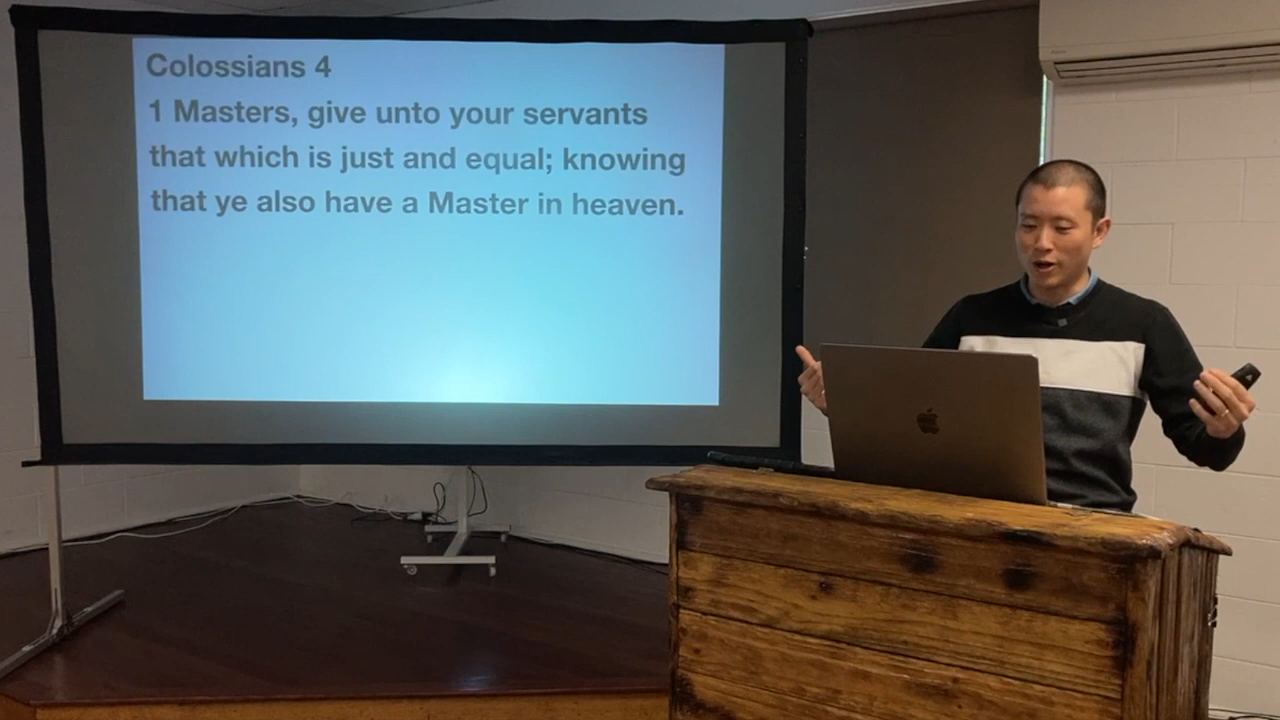 Colossians 4
1 Masters, give unto your servants
that which is just and equal; knowing
that ye also have a Master in heaven.